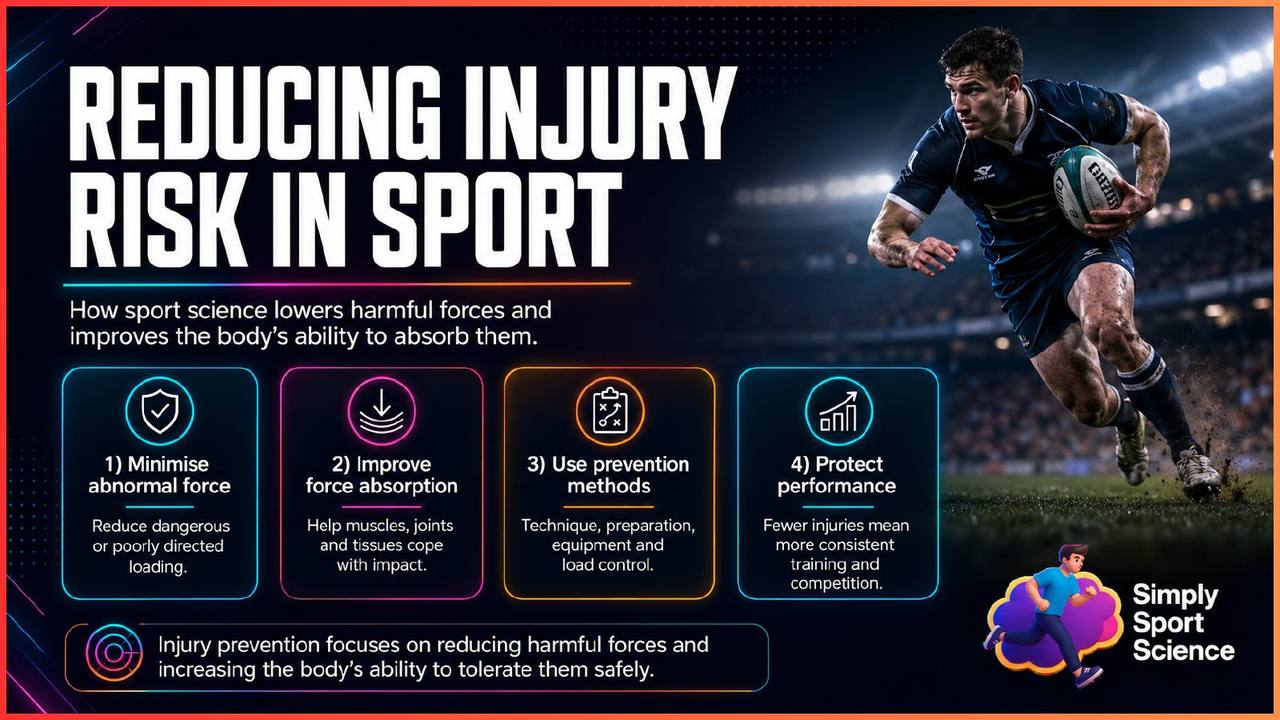 REDUCING INJURY
RISK IN SPORT
How sport science lowers harmful forces and
improves the body's ability to absorb them.
1) Minimise
abnormal force
Reduce dangerous
or poorly directed
loading.
2) Improve
force absorption
Help muscles, joints
and tissues cope
with impact.
3) Use prevention
methods
Technique, preparation,
equipment and
load control.
4) Protect
performance
Fewer injuries mean
more consistent
training and
competition.
Injury prevention focuses on reducing harmful forces and
increasing the body's ability to tolerate them safely.
Simply
Sport
Science